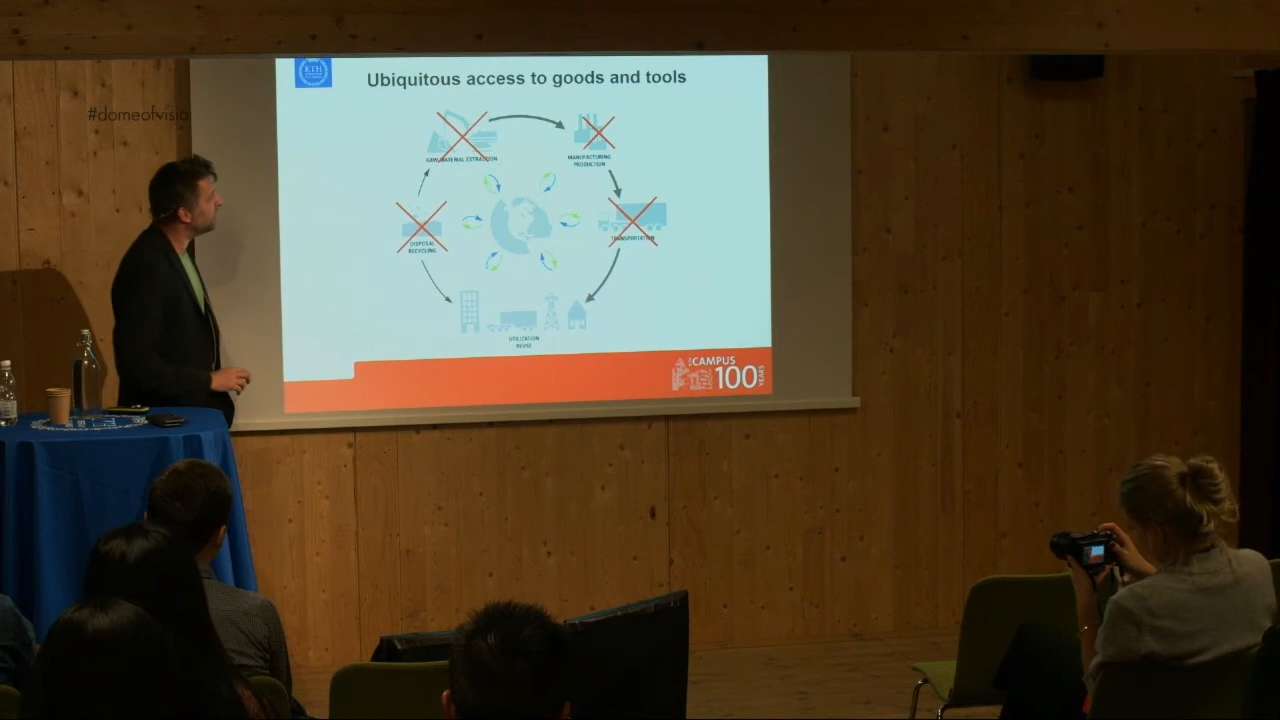 KTH
Ubiquitous access to goods and tools
#domeofvisio
RAW MATERIAL EXTRACTION
MANUFACTURING
PRODUCTION
TRANSPORTATION
DISPOSAL
RECYCLING
UTILIZATION
REUSE
CAMPUS
100
YEARS